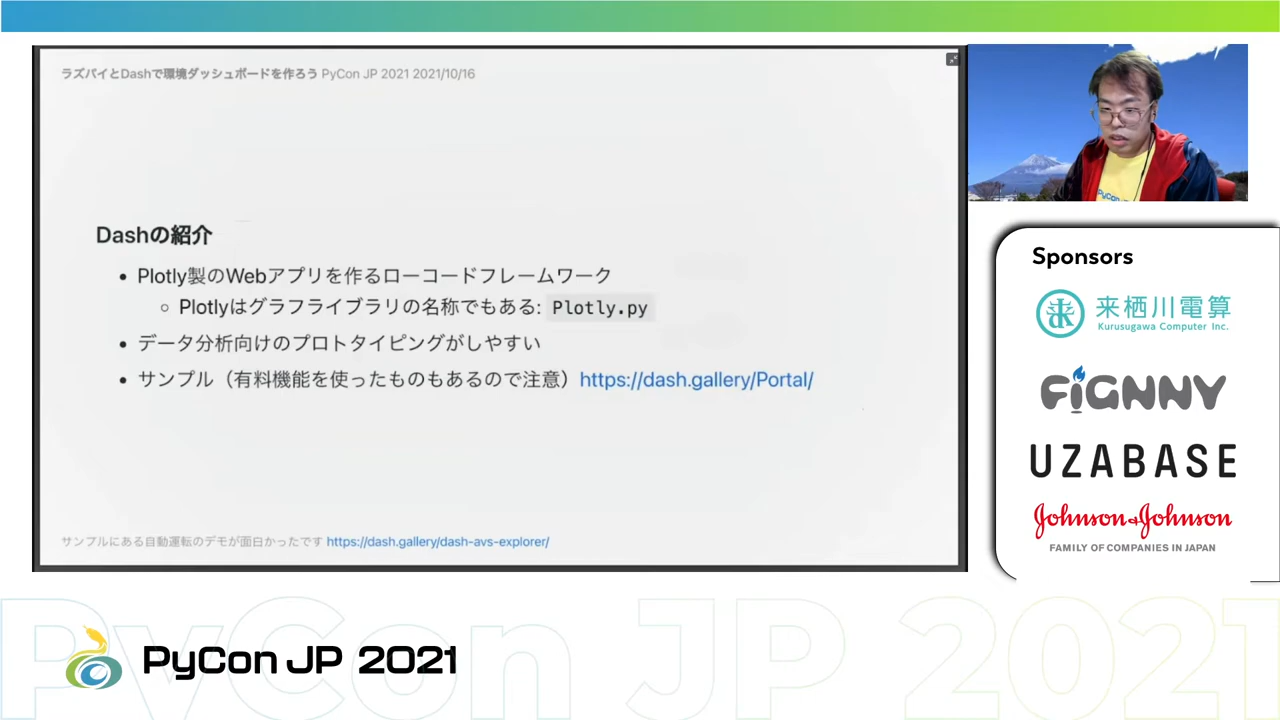 ラズパイとDashで環境ダッシュボードを作ろう PyCon JP 2021 2021/10/16
Dashの紹介
• Plotly製のWebアプリを作るローコードフレームワーク
◦ Plotlyはグラフライブラリの名称でもある: Plotly.py
• データ分析向けのプロトタイピングがしやすい
• サンプル（有料機能を使ったものもあるので注意）https://dash.gallery/Portal/
サンプルにある自動運転のデモが面白かったです https://dash.gallery/dash-avs-explorer/
PyCon JP
Sponsors
来栖川電算
Kurusugawa Computer Inc.
FiGNNY
UZABASE
Johnson & Johnson
FAMILY OF COMPANIES IN JAPAN
PyCon JP 2021
PyCon JP 2021